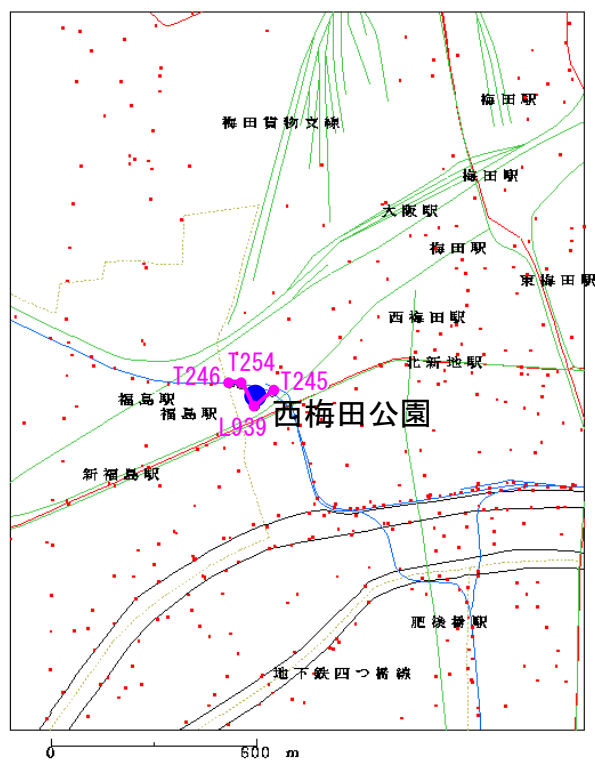 梅田駅
梅田貨物支線
梅田駅
大阪駅
梅田駅
東梅田駅
西梅田駅
北新地駅
T254
T246
T245
福島駅
福島駅
西梅田公園
L939
新福島駅
肥後橋駅
地下鉄四つ橋線
0 600 m